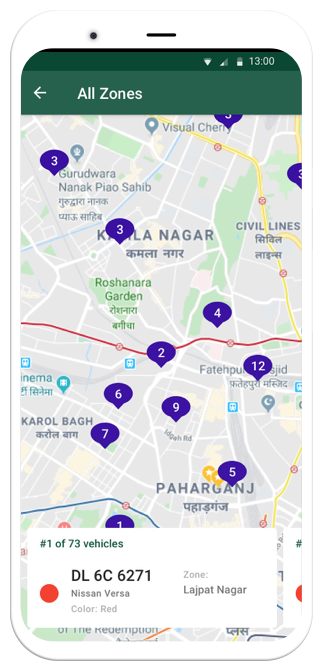 13:00
All Zones
3
Visual Cherry
3
3
Gurudwara
Nanak Piao Sahib
गुरुद्वारा नानक
प्याऊ साहिब
3
KAMLA NAGAR
कमला नगर
CIVIL LINES
सिविल
लाइन्स
Roshanara
Garden
रोशनारा
बगीचा
4
2
Fatehpuri Masjid
फतेहपुरी मस्जिद
12
inema
टी सिनेमा
6
9
KAROL BAGH
करोल बाग
7
Idgah Rd
5
PAHARGANJ
पहाड़गंज
1
#1 of 73 vehicles
#
DL 6C 6271
Nissan Versa
Color: Red
Zone:
Lajpat Nagar
of The Redemption
प्लेस